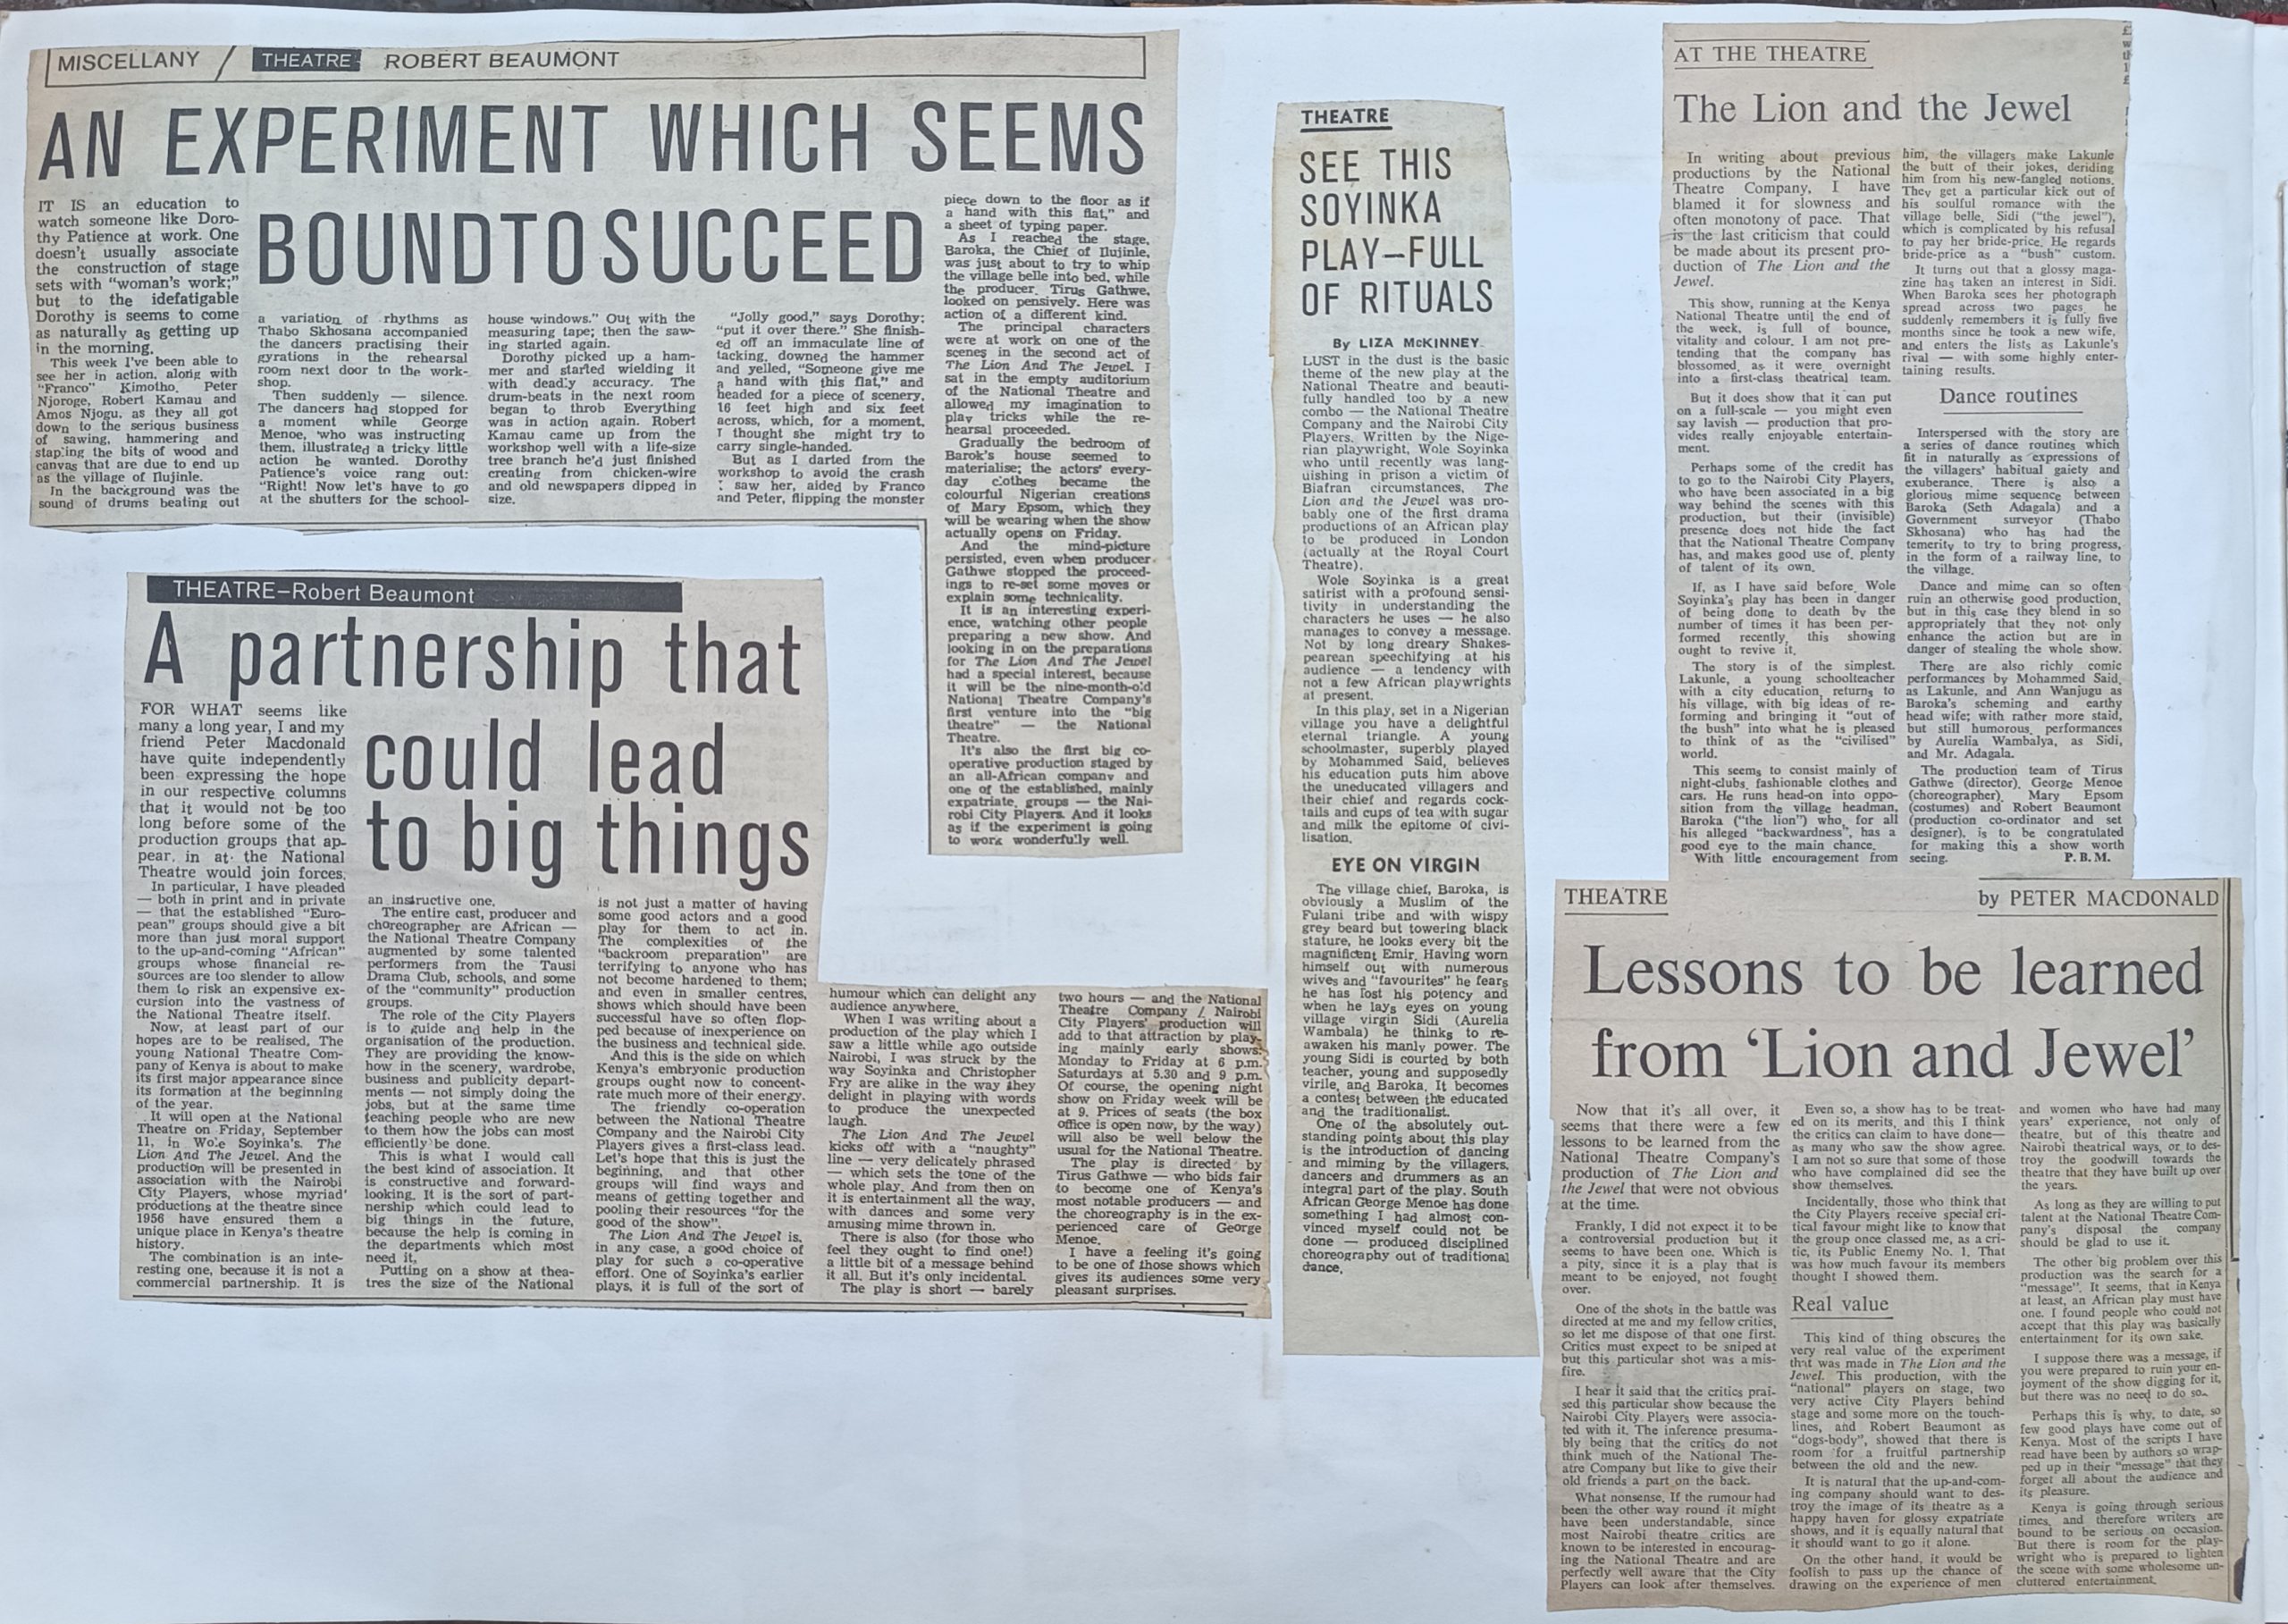 MISCELLANY / THEATRE ROBERT BEAUMONT
AN EXPERIMENT WHICH SEEMS
BOUND TO SUCCEED
IT IS an education to
watch someone like Doro-
thy Patience at work. One
doesn't usually associate
the construction of stage
sets with "woman's work;"
but to the idefatigable
Dorothy is seems to come
as naturally as getting up
in the morning.
This week I've been able to
see her in action, along with
"Franco" Kimotho, Peter
Njoroge, Robert Kamau and
Amos Njogu, as they all got
down to the serious business
of sawing, hammering and
stapling the bits of wood and
canvas that are due to end up
as the village of Ilujinle.
In the background was the
sound of drums beating out
a variation of rhythms as
Thabo Skhosana accompanied
the dancers practising their
gyrations in the rehearsal
room next door to the work-
shop.
Then suddenly — silence.
The dancers had stopped for
a moment while George
Menoe, who was instructing
them, illustrated a tricky little
action he wanted. Dorothy
Patience's voice rang out:
"Right! Now let's have to go
at the shutters for the school-
house windows." Out with the
measuring tape; then the saw-
ing started again.
Dorothy picked up a ham-
mer and started wielding it
with deadly accuracy. The
drum-beats in the next room
began to throb Everything
was in action again. Robert
Kamau came up from the
workshop well with a life-size
tree branch he'd just finished
creating from chicken-wire
and old newspapers dipped in
size.
"Jolly good," says Dorothy;
"put it over there." She finish-
ed off an immaculate line of
tacking, downed the hammer
and yelled, "Someone give me
a hand with this flat," and
headed for a piece of scenery,
16 feet high and six feet
across, which, for a moment,
I thought she might try to
carry single-handed.
But as I darted from the
workshop to avoid the crash
I saw her, aided by Franco
and Peter, flipping the monster
piece down to the floor as if
a hand with this flat," and
a sheet of typing paper.
As I reached the stage,
Baroka, the Chief of Ilujinle,
was just about to try to whip
the village belle into bed, while
the producer, Tirus Gathwe,
looked on pensively. Here was
action of a different kind.
The principal characters
were at work on one of the
scenes in the second act of
The Lion And The Jewel. I
sat in the empty auditorium
of the National Theatre and
allowed my imagination to
play tricks while the re-
hearsal proceeded.
Gradually the bedroom of
Barok's house seemed to
materialise; the actors' every-
day clothes became the
colourful Nigerian creations
of Mary Epsom, which they
will be wearing when the show
actually opens on Friday.
And the mind-picture
persisted, even when producer
Gathwe stopped the proceed-
ings to re-set some moves or
explain some technicality.
It is an interesting experi-
ence, watching other people
preparing a new show. And
looking in on the preparations
for The Lion And The Jewel
had a special interest, because
it will be the nine-month-old
National Theatre Company's
first venture into the "big
theatre" — the National
Theatre.
It's also the first big co-
operative production staged by
an all-African company and
one of the established, mainly
expatriate, groups — the Nai-
robi City Players. And it looks
as if the experiment is going
to work wonderfully well.
THEATRE—Robert Beaumont
A partnership that
could lead
to big things
FOR WHAT seems like
many a long year, I and my
friend Peter Macdonald
have quite independently
been expressing the hope
in our respective columns
that it would not be too
long before some of the
production groups that ap-
pear, in at the National
Theatre would join forces.
In particular, I have pleaded
— both in print and in private
— that the established "Euro-
pean" groups should give a bit
more than just moral support
to the up-and-coming "African"
groups whose financial re-
sources are too slender to allow
them to risk an expensive ex-
cursion into the vastness of
the National Theatre itself.
Now, at least part of our
hopes are to be realised. The
young National Theatre Com-
pany of Kenya is about to make
its first major appearance since
its formation at the beginning
of the year.
It will open at the National
Theatre on Friday, September
11, in Wole Soyinka's. The
Lion And The Jewel. And the
production will be presented in
association with the Nairobi
City Players, whose myriad
productions at the theatre since
1956 have ensured them a
unique place in Kenya's theatre
history.
The combination is an inte-
resting one, because it is not a
commercial partnership. It is
an instructive one.
The entire cast, producer and
choreographer are African —
the National Theatre Company
augmented by some talented
performers from the Tausi
Drama Club, schools, and some
of the "community" production
groups.
The role of the City Players
is to guide and help in the
organisation of the production.
They are providing the know-
how in the scenery, wardrobe,
business and publicity depart-
ments — not simply doing the
jobs, but at the same time
teaching people who are new
to them how the jobs can most
efficiently be done.
This is what I would call
the best kind of association. It
is constructive and forward-
looking. It is the sort of part-
nership which could lead to
big things in the future,
because the help is coming in
the departments which most
need it.
Putting on a show at thea-
tres the size of the National
is not just a matter of having
some good actors and a good
play for them to act in.
The complexities of the
"backroom preparation" are
terrifying to anyone who has
not become hardened to them;
and even in smaller centres,
shows which should have been
successful have so often flop-
ped because of inexperience on
the business and technical side.
And this is the side on which
Kenya's embryonic production
groups ought now to concent-
rate much more of their energy.
The friendly co-operation
between the National Theatre
Company and the Nairobi City
Players gives a first-class lead.
Let's hope that this is just the
beginning, and that other
groups will find ways and
means of getting together and
pooling their resources "for the
good of the show".
The Lion And The Jewel is,
in any case, a good choice of
play for such a co-operative
effort. One of Soyinka's earlier
plays, it is full of the sort of
humour which can delight any
audience anywhere.
When I was writing about a
production of the play which I
saw a little while ago outside
Nairobi, I was struck by the
way Soyinka and Christopher
Fry are alike in the way they
delight in playing with words
to produce the unexpected
laugh.
The Lion And The Jewel
kicks off with a "naughty"
line — very delicately phrased
— which sets the tone of the
whole play. And from then on
it is entertainment all the way,
with dances and some very
amusing mime thrown in.
There is also (for those who
feel they ought to find one!)
a little bit of a message behind
it all. But it's only incidental.
The play is short — barely
two hours — and the National
Theatre Company / Nairobi
City Players' production will
add to that attraction by play-
ing mainly early shows:
Monday to Friday at 6 p.m.
Saturdays at 5.30 and 9 p.m.
Of course, the opening night
show on Friday week will be
at 9. Prices of seats (the box
office is open now, by the way)
will also be well below the
usual for the National Theatre.
The play is directed by
Tirus Gathwe — who bids fair
to become one of Kenya's
most notable producers — and
the choreography is in the ex-
perienced care of George
Menoe.
I have a feeling it's going
to be one of those shows which
gives its audiences some very
pleasant surprises.
THEATRE
SEE THIS
SOYINKA
PLAY—FULL
OF RITUALS
By LIZA McKINNEY
LUST in the dust is the basic
theme of the new play at the
National Theatre and beauti-
fully handled too by a new
combo — the National Theatre
Company and the Nairobi City
Players. Written by the Nige-
rian playwright, Wole Soyinka
who until recently was lang-
uishing in prison a victim of
Biafran circumstances, The
Lion and the Jewel was pro-
bably one of the first drama
productions of an African play
to be produced in London
(actually at the Royal Court
Theatre).
Wole Soyinka is a great
satirist with a profound sensi-
tivity in understanding the
characters he uses — he also
manages to convey a message.
Not by long dreary Shakes-
pearean speechifying at his
audience — a tendency with
not a few African playwrights
at present.
In this play, set in a Nigerian
village you have a delightful
eternal triangle. A young
schoolmaster, superbly played
by Mohammed Said, believes
his education puts him above
the uneducated villagers and
their chief and regards cock-
tails and cups of tea with sugar
and milk the epitome of civi-
lisation.
EYE ON VIRGIN
The village chief, Baroka, is
obviously a Muslim of the
Fulani tribe and with wispy
grey beard but towering black
stature, he looks every bit the
magnificent Emir. Having worn
himself out with numerous
wives and "favourites" he fears
he has lost his potency and
when he lays eyes on young
village virgin Sidi (Aurelia
Wambala) he thinks to re-
awaken his manly power. The
young Sidi is courted by both
teacher, young and supposedly
virile, and Baroka. It becomes
a contest between the educated
and the traditionalist.
One of the absolutely out-
standing points about this play
is the introduction of dancing
and miming by the villagers,
dancers and drummers as an
integral part of the play. South
African George Menoe has done
something I had almost con-
vinced myself could not be
done — produced disciplined
choreography out of traditional
dance.
AT THE THEATRE
The Lion and the Jewel
In writing about previous
productions by the National
Theatre Company, I have
blamed it for slowness and
often monotony of pace. That
is the last criticism that could
be made about its present pro-
duction of The Lion and the
Jewel.
This show, running at the Kenya
National Theatre until the end of
the week, is full of bounce,
vitality and colour. I am not pre-
tending that the company has
blossomed, as it were overnight
into a first-class theatrical team.
But it does show that it can put
on a full-scale — you might even
say lavish — production that pro-
vides really enjoyable entertain-
ment.
Perhaps some of the credit has
to go to the Nairobi City Players,
who have been associated in a big
way behind the scenes with this
production, but their (invisible)
presence does not hide the fact
that the National Theatre Company
has, and makes good use of, plenty
of talent of its own.
If, as I have said before, Wole
Soyinka's play has been in danger
of being done to death by the
number of times it has been per-
formed recently, this showing
ought to revive it.
The story is of the simplest.
Lakunle, a young schoolteacher
with a city education, returns to
his village, with big ideas of re-
forming and bringing it "out of
the bush" into what he is pleased
to think of as the "civilised"
world.
This seems to consist mainly of
night-clubs, fashionable clothes and
cars. He runs head-on into oppo-
sition from the village headman,
Baroka ("the lion") who, for all
his alleged "backwardness", has a
good eye to the main chance.
With little encouragement from
him, the villagers make Lakunle
the butt of their jokes, deriding
him from his new-fangled notions.
They get a particular kick out of
his soulful romance with the
village belle, Sidi ("the jewel"),
which is complicated by his refusal
to pay her bride-price. He regards
bride-price as a "bush" custom.
It turns out that a glossy maga-
zine has taken an interest in Sidi.
When Baroka sees her photograph
spread across two pages he
suddenly remembers it is fully five
months since he took a new wife,
and enters the lists as Lakunle's
rival — with some highly enter-
taining results.
Dance routines
Interspersed with the story are
a series of dance routines which
fit in naturally as expressions of
the villagers' habitual gaiety and
exuberance. There is also a
glorious mime sequence between
Baroka (Seth Adagala) and a
Government surveyor (Thabo
Skhosana) who has had the
temerity to try to bring progress,
in the form of a railway line, to
the village.
Dance and mime can so often
ruin an otherwise good production,
but in this case they blend in so
appropriately that they not only
enhance the action but are in
danger of stealing the whole show.
There are also richly comic
performances by Mohammed Said,
as Lakunle, and Ann Wanjugu as
Baroka's scheming and earthy
head wife; with rather more staid,
but still humorous, performances
by Aurelia Wambalya, as Sidi,
and Mr. Adagala.
The production team of Tirus
Gathwe (director), George Menoe
(choreographer), Mary Epsom
(costumes) and Robert Beaumont
(production co-ordinator and set
designer), is to be congratulated
for making this a show worth
seeing. P. B. M.
THEATRE by PETER MACDONALD
Lessons to be learned
from 'Lion and Jewel'
Now that it's all over, it
seems that there were a few
lessons to be learned from the
National Theatre Company's
production of The Lion and
the Jewel that were not obvious
at the time.
Frankly, I did not expect it to be
a controversial production but it
seems to have been one. Which is
a pity, since it is a play that is
meant to be enjoyed, not fought
over.
One of the shots in the battle was
directed at me and my fellow critics,
so let me dispose of that one first.
Critics must expect to be sniped at
but this particular shot was a mis-
fire.
I hear it said that the critics prai-
sed this particular show because the
Nairobi City Players were associa-
ted with it. The inference presuma-
bly being that the critics do not
think much of the National The-
atre Company but like to give their
old friends a part on the back.
What nonsense. If the rumour had
been the other way round it might
have been understandable, since
most Nairobi theatre critics are
known to be interested in encourag-
ing the National Theatre and are
perfectly well aware that the City
Players can look after themselves.
Even so, a show has to be treat-
ed on its merits, and this I think
the critics can claim to have done—
as many who saw the show agree.
I am not so sure that some of those
who have complained did see the
show themselves.
Incidentally, those who think that
the City Players receive special cri-
tical favour might like to know that
the group once classed me, as a cri-
tic, its Public Enemy No. 1. That
was how much favour its members
thought I showed them.
Real value
This kind of thing obscures the
very real value of the experiment
that was made in The Lion and the
Jewel. This production, with the
"national" players on stage, two
very active City Players behind
stage and some more on the touch-
lines, and Robert Beaumont as
"dogs-body", showed that there is
room for a fruitful partnership
between the old and the new.
It is natural that the up-and-com-
ing company should want to des-
troy the image of its theatre as a
happy haven for glossy expatriate
shows, and it is equally natural that
it should want to go it alone.
On the other hand, it would be
foolish to pass up the chance of
drawing on the experience of men
and women who have had many
years' experience, not only of
theatre, but of this theatre and
Nairobi theatrical ways, or to des-
troy the goodwill towards the
theatre that they have built up over
the years.
As long as they are willing to put
talent at the National Theatre Com-
pany's disposal the company
should be glad to use it.
The other big problem over this
production was the search for a
"message". It seems, that in Kenya
at least, an African play must have
one. I found people who could not
accept that this play was basically
entertainment for its own sake.
I suppose there was a message, if
you were prepared to ruin your en-
joyment of the show digging for it,
but there was no need to do so.
Perhaps this is why, to date, so
few good plays have come out of
Kenya. Most of the scripts I have
read have been by authors so wrap-
ped up in their "message" that they
forget all about the audience and
its pleasure.
Kenya is going through serious
times, and therefore writers are
bound to be serious on occasion.
But there is room for the play-
wright who is prepared to lighten
the scene with some wholesome un-
cluttered entertainment.